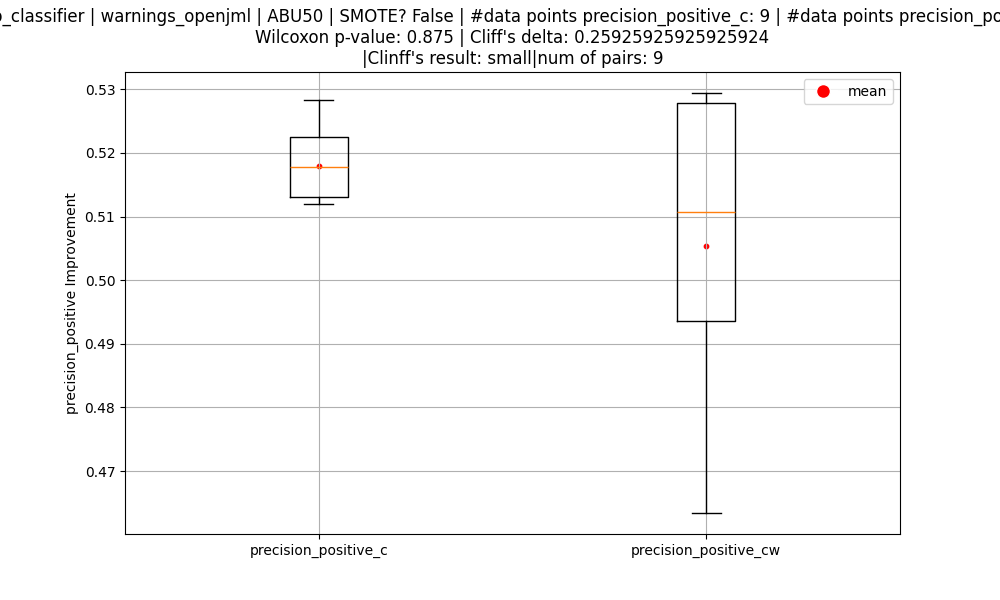 _classifier | warnings_openjml | ABU50 | SMOTE? False | #data points precision_positive_c: 9 | #data points
Wilcoxon p-value: 0.875 | Cliff's delta: 0.25925925925925924
|Clinff's result: small|num of pairs: 9
mean
0.53
0.52
0.51
0.50
0.49
0.48
0.47
precision_positive Improvement
precision_positive_c
precision_positive_cw